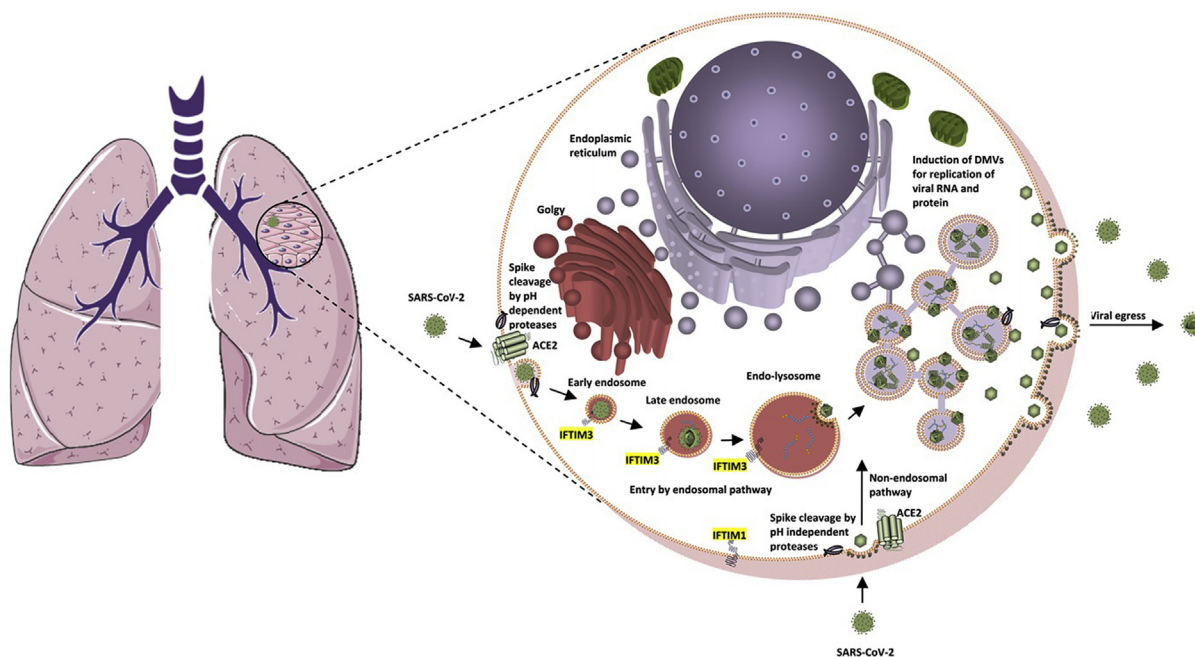 Endoplasmic
reticulum
Induction of DMVs
for replication of
viral RNA and
protein
Golgy
Spike
cleavage
by pH
dependent
proteases
SARS-CoV-2
ACE2
Viral egress
Early endosome
IFTIM3
Late endosome
IFTIM3
Endo-lysosome
IFTIM3
Entry by endosomal pathway
Non-endosomal
pathway
ACE2
IFTIM1
Spike cleavage by
pH independent
proteases
SARS-CoV-2